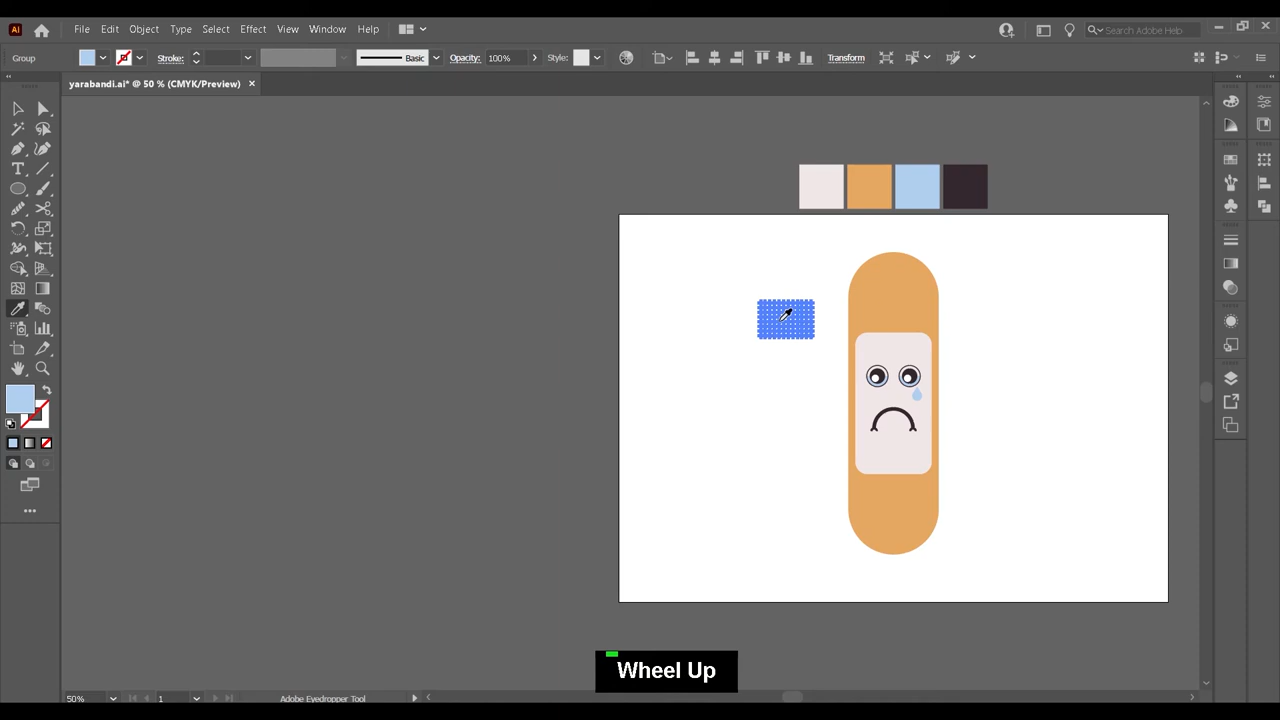 Ai File Edit Object Type Select Effect View Window Help Search Adobe Help
Group Stroke: Basic Opacity: 100% Style: Transform
yarabandi.ai* @ 50 % (CMYK/Preview) ×
50% 1 Adobe Eyedropper Tool
Wheel Up